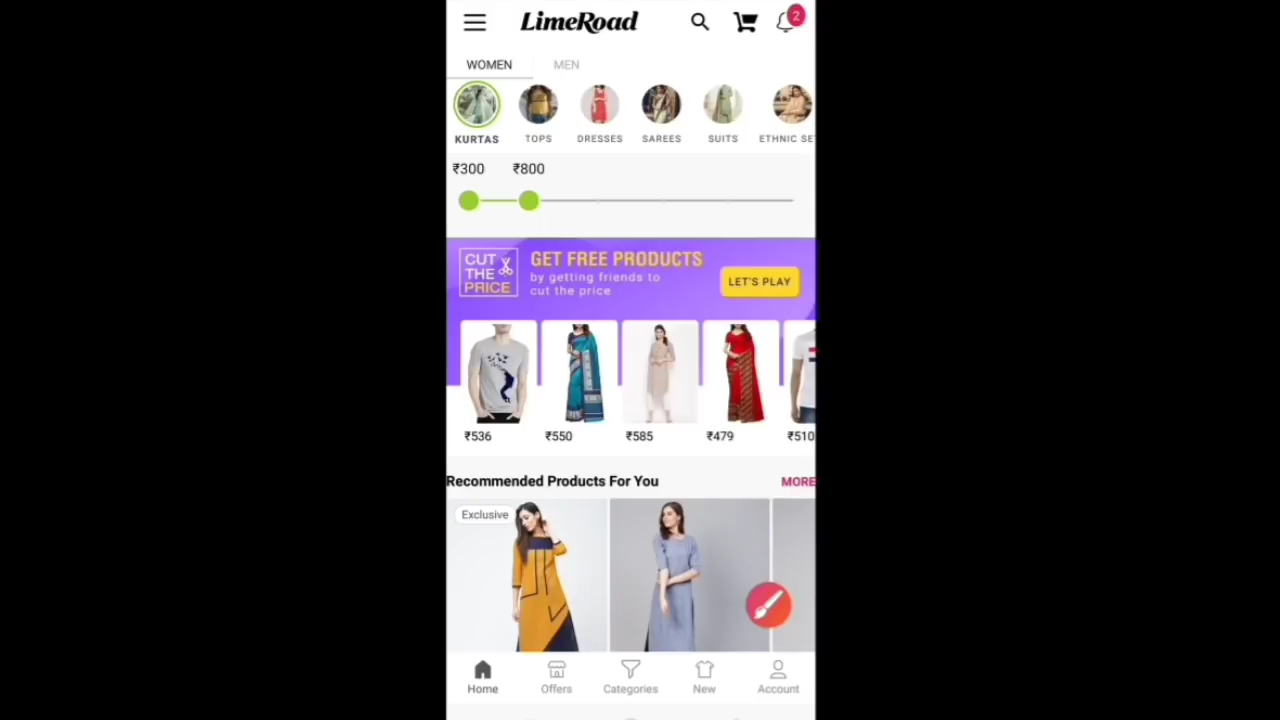 LimeRoad
2
WOMEN
MEN
KURTAS
TOPS
DRESSES
SAREES
SUITS
ETHNIC SE
₹300
₹800
CUT
THE
PRICE
GET FREE PRODUCTS
by getting friends to
cut the price
LET'S PLAY
₹536
₹550
₹585
₹479
₹510
Recommended Products For You
MORE
Exclusive
Home
Offers
Categories
New
Account